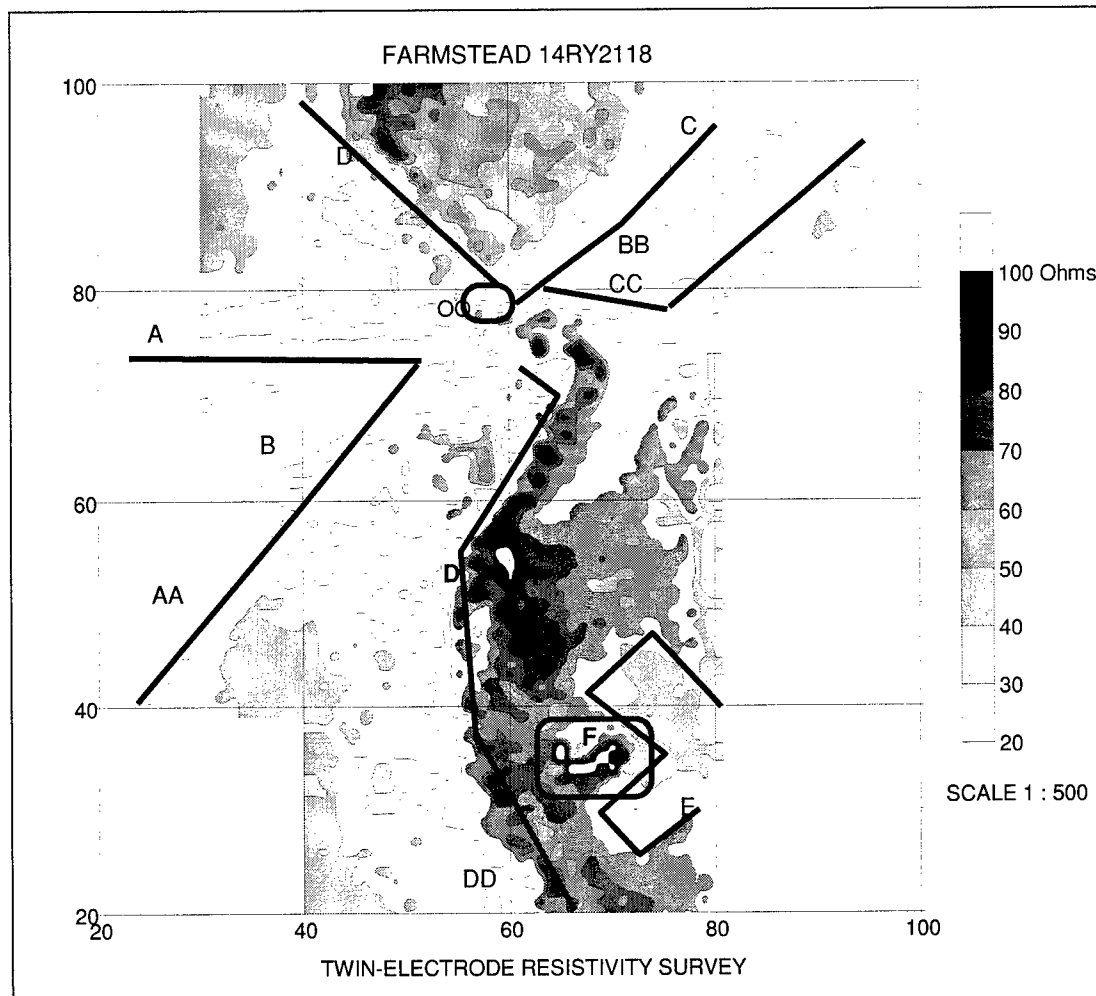 FARMSTEAD 14RY2118
100
C
D
BB
CC
100 Ohms
80
OO
90
A
80
B
70
60
60
D
50
AA
40
40
30
F
20
SCALE 1 : 500
E
DD
20
20
40
60
80
100
TWIN-ELECTRODE RESISTIVITY SURVEY